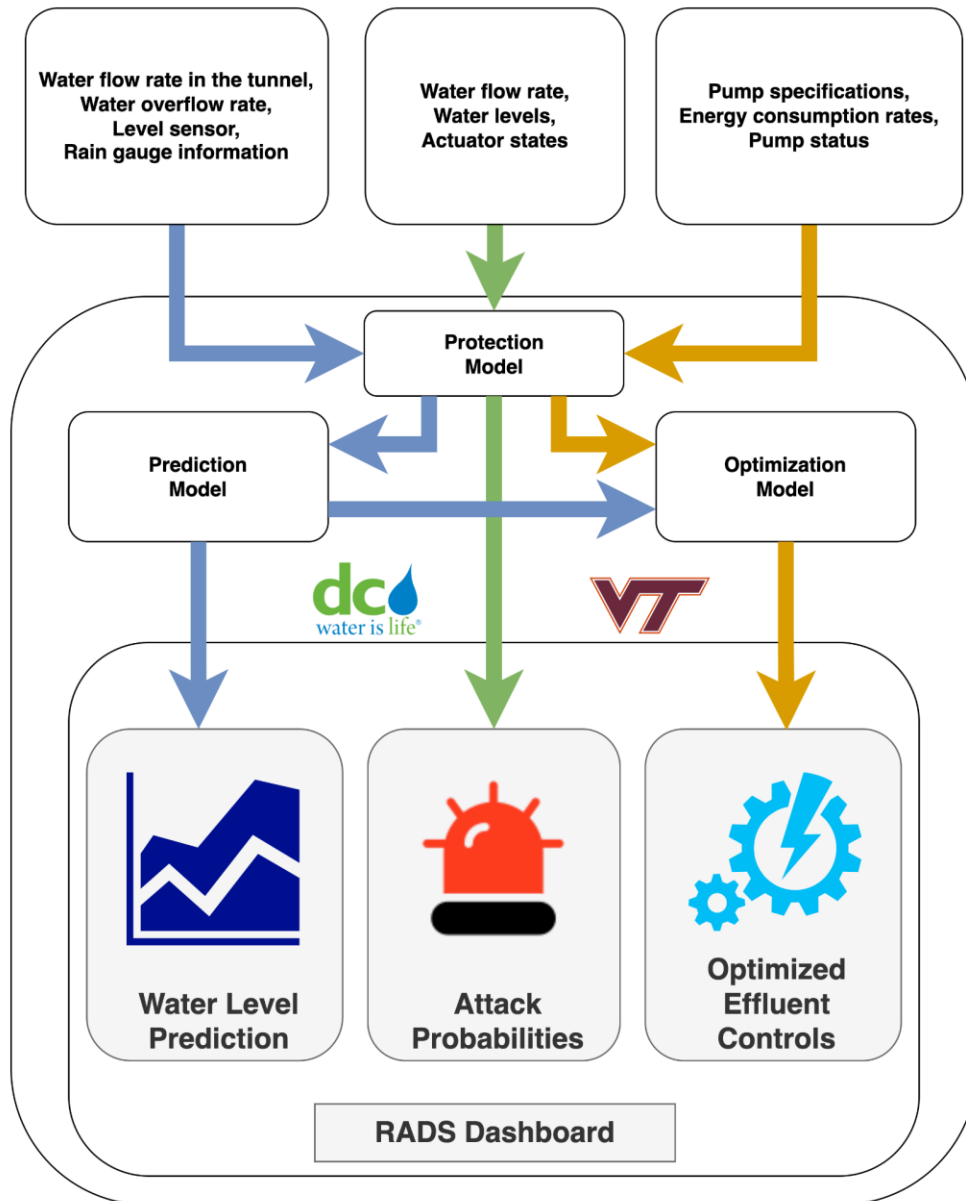 Water flow rate in the tunnel,
Water overflow rate,
Level sensor,
Rain gauge information
Water flow rate,
Water levels,
Actuator states
Pump specifications,
Energy consumption rates,
Pump status
Protection
Model
Prediction
Model
Optimization
Model
dc
water is life®
VT
Water Level
Prediction
Attack
Probabilities
Optimized
Effluent
Controls
RADS Dashboard